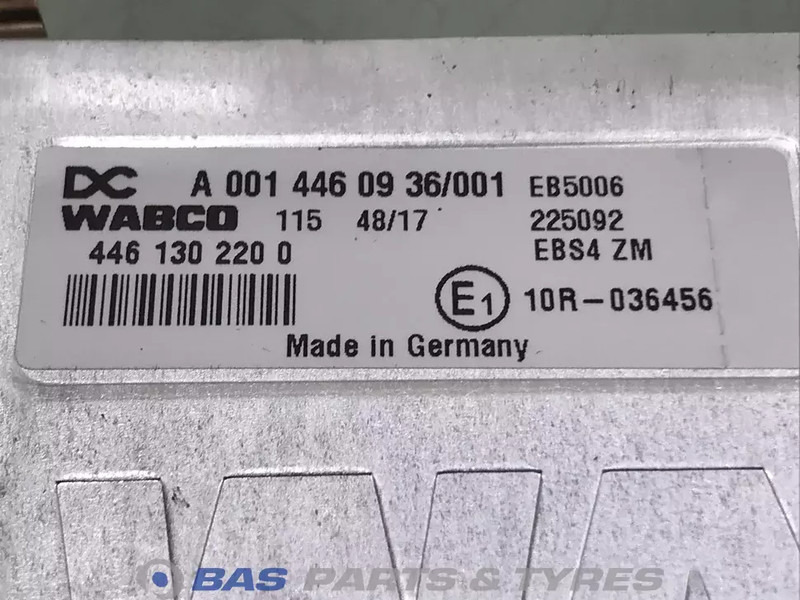 DC A 001 446 09 36/001 EB5006
WABCO 115 48/17 225092
446 130 220 0 EBS4 ZM
E1 10R-036456
Made in Germany
BAS PARTS & TYRES